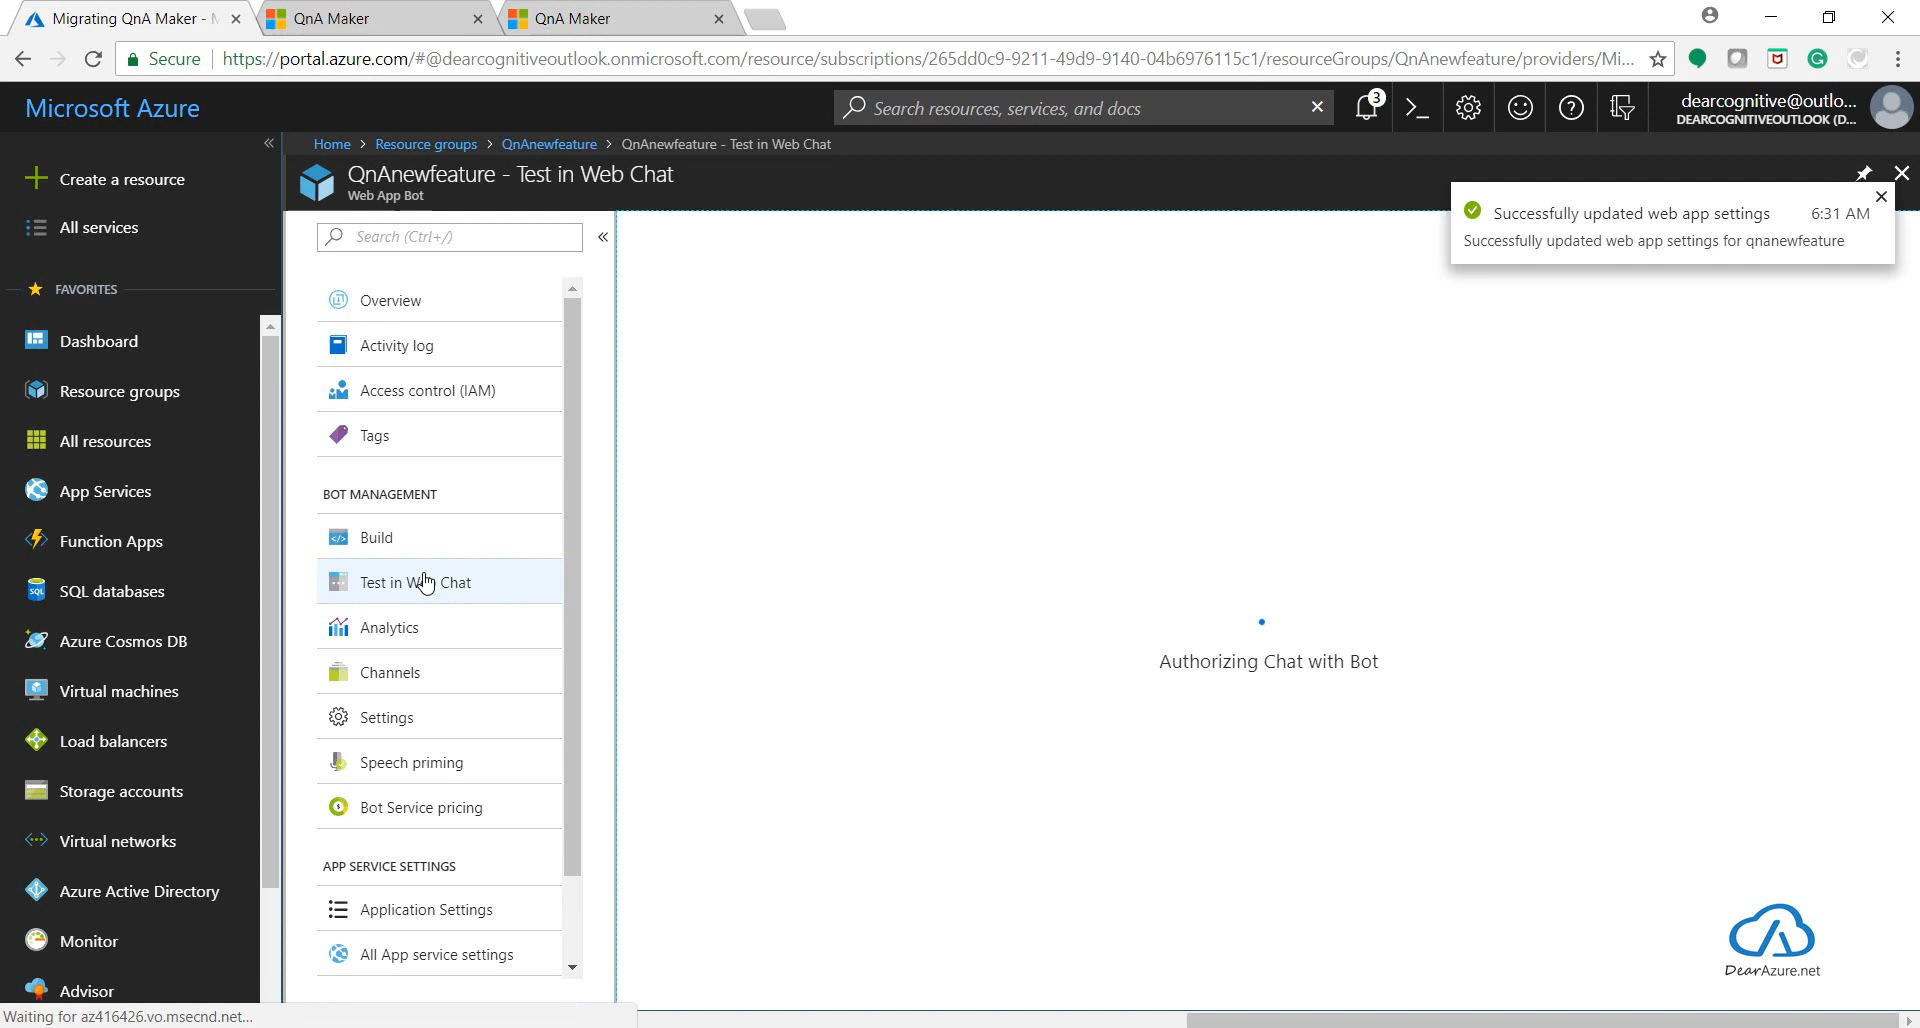 Migrating QnA Maker -
QnA Maker
QnA Maker
Secure
https://portal.azure.com/#@dearcognitiveoutlook.onmicrosoft.com/resource/subscriptions/265dd0c9-9211-49d9-9140-04b6976115c1/resourceGroups/QnAnewfeature/providers/Mi...
Microsoft Azure
Search resources, services, and docs
3
dearcognitive@outlo...
DEARCOGNITIVEOUTLOOK (D...
Home > Resource groups > QnAnewfeature > QnAnewfeature - Test in Web Chat
QnAnewfeature - Test in Web Chat
Web App Bot
Successfully updated web app settings 6:31 AM
Successfully updated web app settings for qnanewfeature
Create a resource
All services
FAVORITES
Dashboard
Resource groups
All resources
App Services
Function Apps
SQL databases
Azure Cosmos DB
Virtual machines
Load balancers
Storage accounts
Virtual networks
Azure Active Directory
Monitor
Advisor
Search (Ctrl+/)
Overview
Activity log
Access control (IAM)
Tags
BOT MANAGEMENT
Build
Test in Web Chat
Analytics
Channels
Settings
Speech priming
Bot Service pricing
APP SERVICE SETTINGS
Application Settings
All App service settings
Authorizing Chat with Bot
DearAzure.net
Waiting for az416426.vo.msecnd.net...